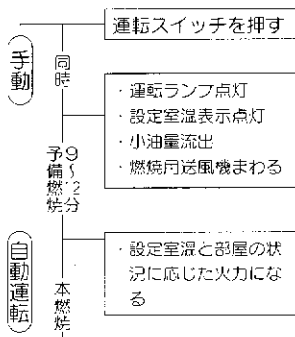 運転スイッチを押す
手動
同時
・運転ランプ点灯
・設定室温表示点灯
・小油量流出
・燃焼用送風機まわる
9〜12分
予備燃焼
・設定室温と部屋の状
況に応じた火力にな
る
自動運転
本燃焼